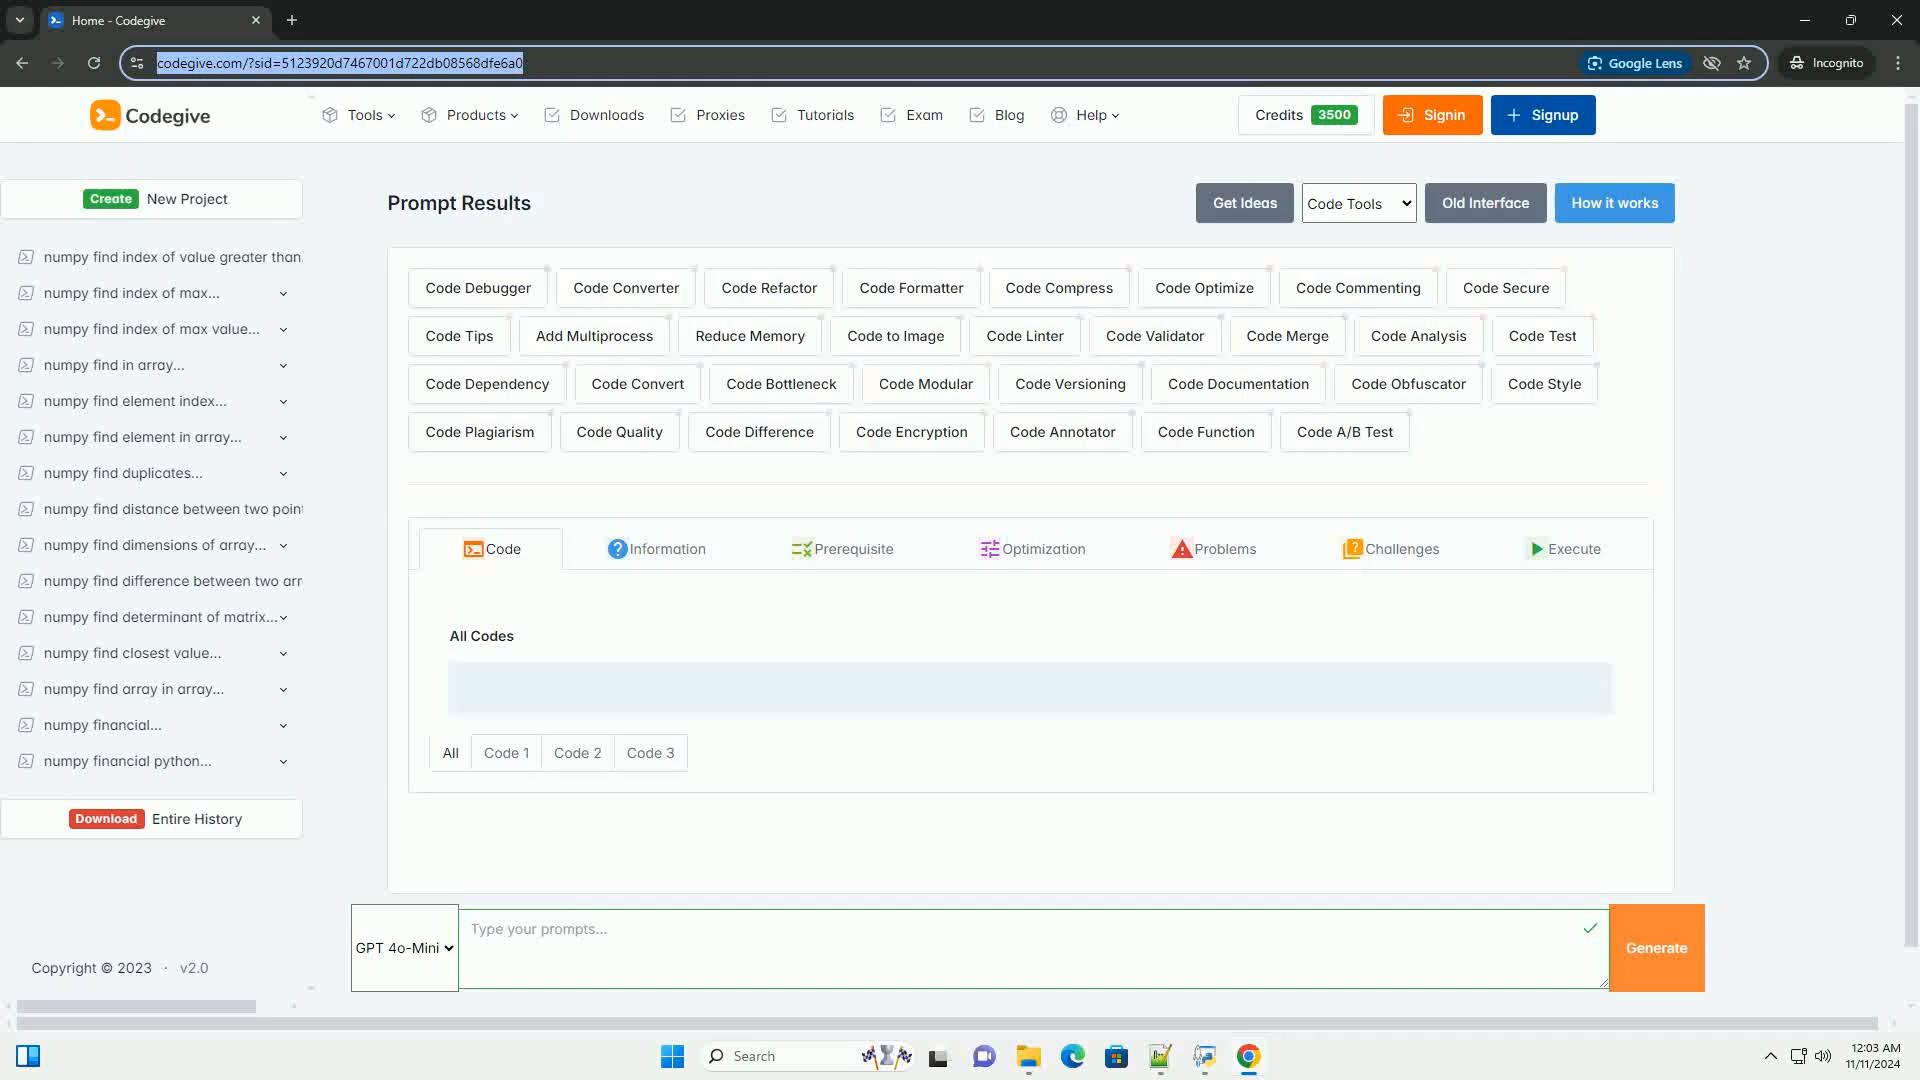 Home - Codegive
codegive.com/?sid=5123920d7467001d722db08568dfe6a0
Google Lens
Incognito
Codegive
Tools
Products
Downloads
Proxies
Tutorials
Exam
Blog
Help
Credits 3500
Signin
Signup
Create New Project
numpy find index of value greater than
numpy find index of max...
numpy find index of max value...
numpy find in array...
numpy find element index...
numpy find element in array...
numpy find duplicates...
numpy find distance between two poin
numpy find dimensions of array...
numpy find difference between two arr
numpy find determinant of matrix...
numpy find closest value...
numpy find array in array...
numpy financial...
numpy financial python...
Download Entire History
Copyright © 2023 · v2.0
Prompt Results
Get Ideas
Code Tools
Old Interface
How it works
Code Debugger
Code Converter
Code Refactor
Code Formatter
Code Compress
Code Optimize
Code Commenting
Code Secure
Code Tips
Add Multiprocess
Reduce Memory
Code to Image
Code Linter
Code Validator
Code Merge
Code Analysis
Code Test
Code Dependency
Code Convert
Code Bottleneck
Code Modular
Code Versioning
Code Documentation
Code Obfuscator
Code Style
Code Plagiarism
Code Quality
Code Difference
Code Encryption
Code Annotator
Code Function
Code A/B Test
Code
Information
Prerequisite
Optimization
Problems
Challenges
Execute
All Codes
All
Code 1
Code 2
Code 3
GPT 4o-Mini
Type your prompts...
Generate
Search
12:03 AM
11/11/2024